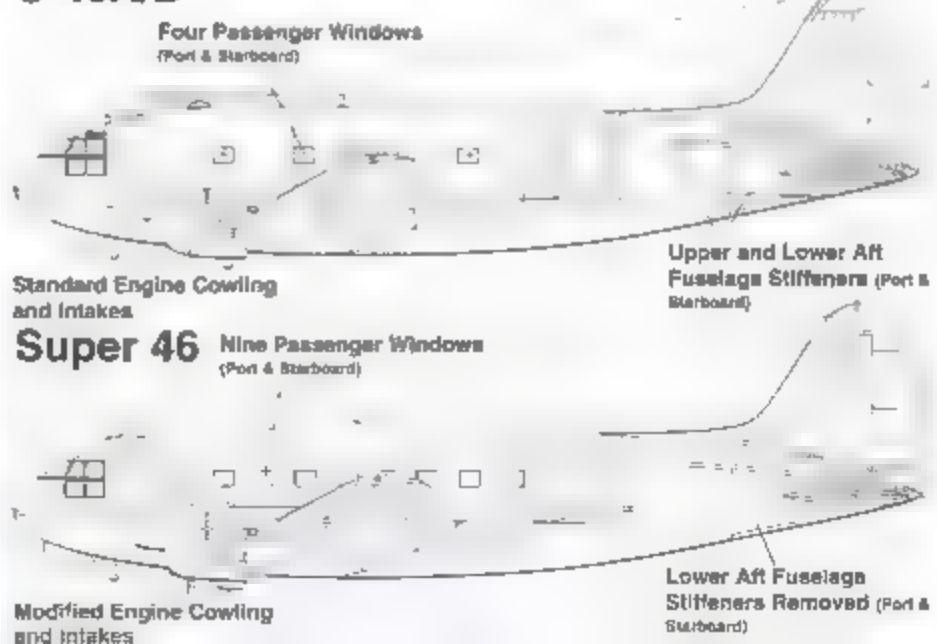 Four Passenger Windows
(Port & Starboard)
Standard Engine Cowling
and Intakes
Upper and Lower Aft
Fuselage Stiffeners (Port &
Starboard)
Super 46 Nine Passenger Windows
(Port & Starboard)
Modified Engine Cowling
and Intakes
Lower Aft Fuselage
Stiffeners Removed (Port &
Starboard)